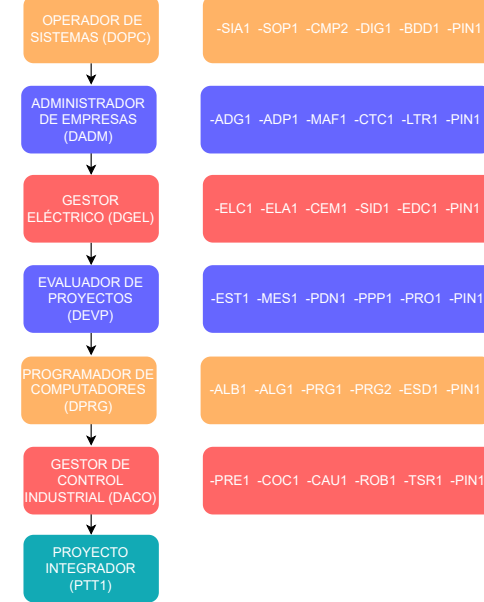 OPERADOR DE
SISTEMAS (DOPC)
-SIA1 -SOP1 -CMP2 -DIG1 -BDD1 -PIN1
ADMINISTRADOR
DE EMPRESAS
(DADM)
-ADG1 -ADP1 -MAF1 -CTC1 -LTR1 -PIN1
GESTOR
ELÉCTRICO (DGEL)
-ELC1 -ELA1 -CEM1 -SID1 -EDC1 -PIN1
EVALUADOR DE
PROYECTOS
(DEVP)
-EST1 -MES1 -PDN1 -PPP1 -PRO1 -PIN1
PROGRAMADOR DE
COMPUTADORES
(DPRG)
-ALB1 -ALG1 -PRG1 -PRG2 -ESD1 -PIN1
GESTOR DE
CONTROL
INDUSTRIAL (DACO)
-PRE1 -COC1 -CAU1 -ROB1 -TSR1 -PIN1
PROYECTO
INTEGRADOR
(PTT1)